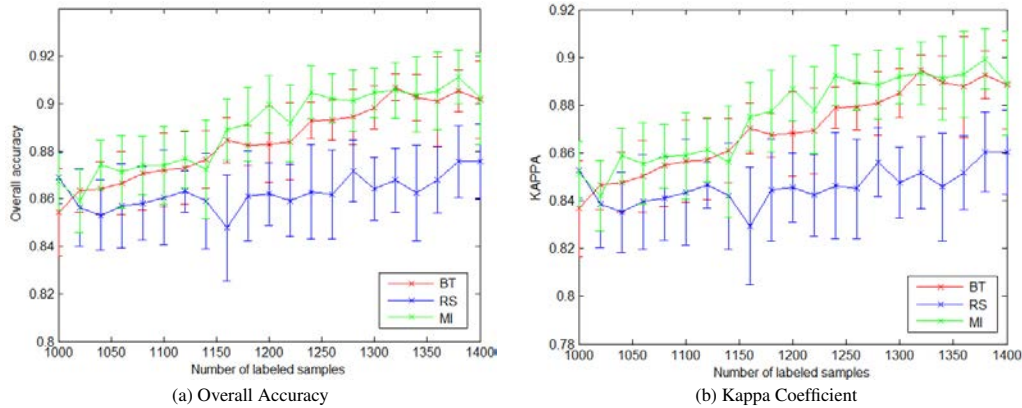 0.92
0.9
0.88
0.86
0.84
0.82
0.8
Overall accuracy
1000 1050 1100 1150 1200 1250 1300 1350 1400
Number of labeled samples
BT
RS
MI
(a) Overall Accuracy
0.92
0.9
0.88
0.86
0.84
0.82
0.8
0.78
KAPPA
1000 1050 1100 1150 1200 1250 1300 1350 1400
Number of labeled samples
BT
RS
MI
(b) Kappa Coefficient